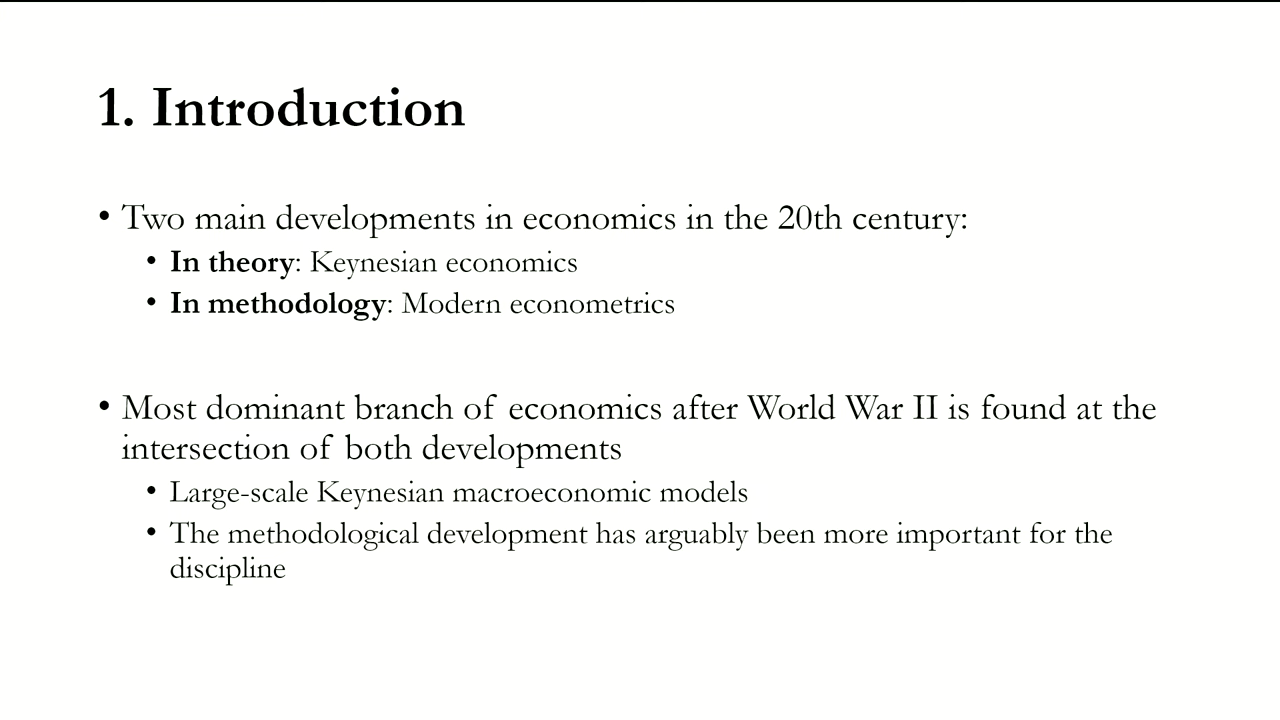 1. Introduction
• Two main developments in economics in the 20th century:
• In theory: Keynesian economics
• In methodology: Modern econometrics
• Most dominant branch of economics after World War II is found at the
intersection of both developments
• Large-scale Keynesian macroeconomic models
• The methodological development has arguably been more important for the
discipline